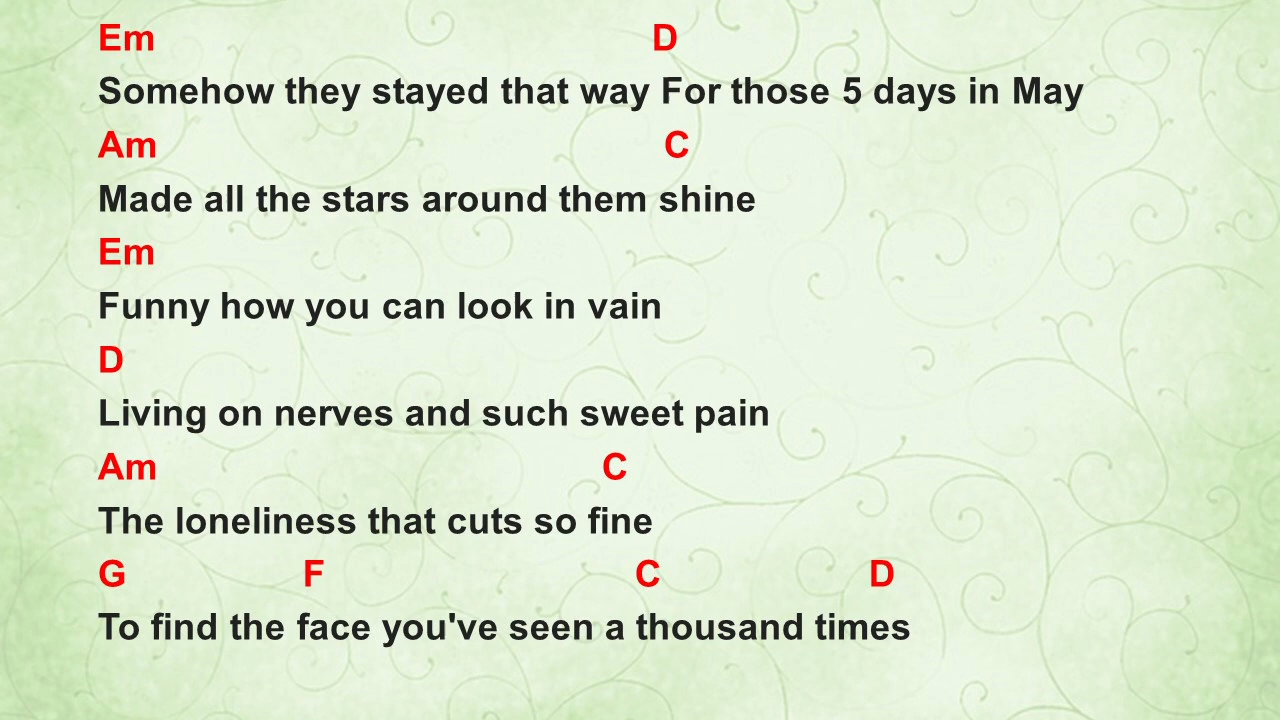 Em D
Somehow they stayed that way For those 5 days in May
Am C
Made all the stars around them shine
Em
Funny how you can look in vain
D
Living on nerves and such sweet pain
Am C
The loneliness that cuts so fine
G F C D
To find the face you've seen a thousand times